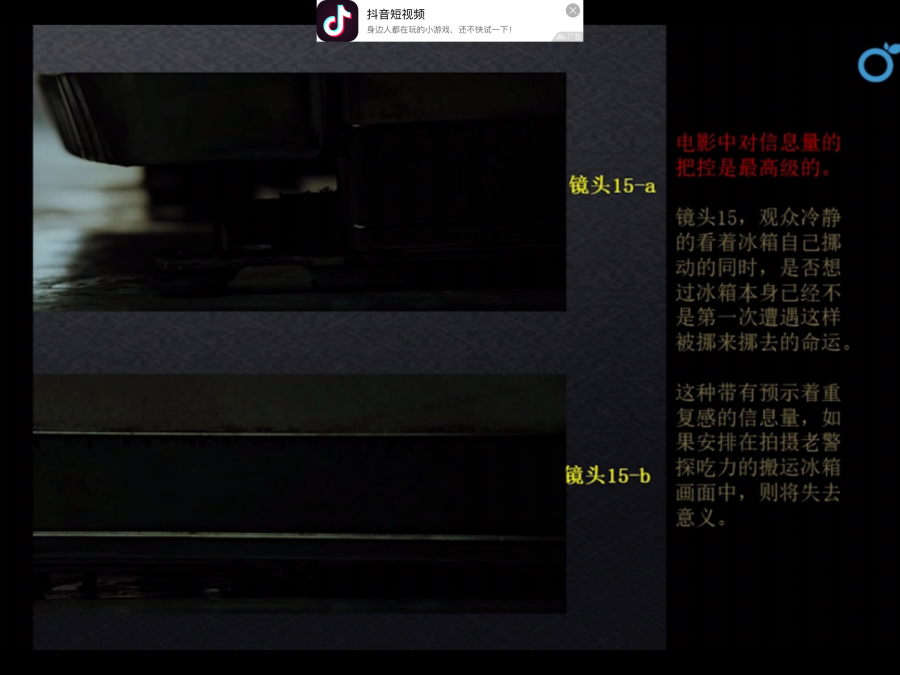 抖音短视频
身边人都在玩的小游戏，还不快试一下！
镜头15-a
电影中对信息量的
把控是最高级的。
镜头15，观众冷静
的看着冰箱自己挪
动的同时，是否想
过冰箱本身已经不
是第一次遭遇这样
被挪来挪去的命运。
镜头15-b
这种带有预示着重
复感的信息量，如
果安排在拍摄老警
探吃力的搬运冰箱
画面中，则将失去
意义。